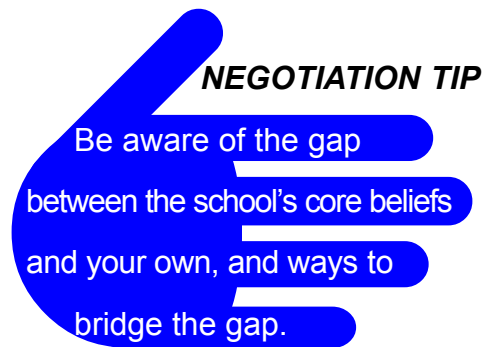 NEGOTIATION TIP
Be aware of the gap
between the school’s core beliefs
and your own, and ways to
bridge the gap.